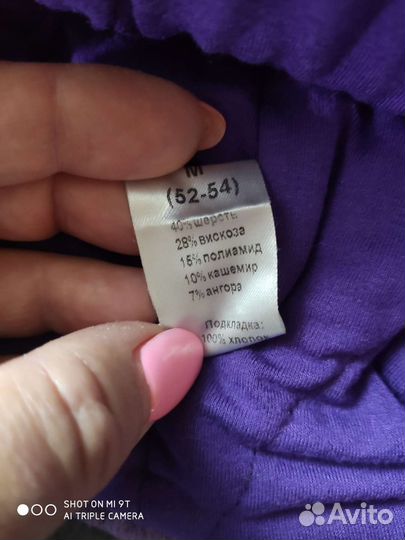 M
(52-54)
40% шерсть
28% вискоза
15% полиамид
10% кашемир
7% ангора
Подкладка:
100% хлопок
SHOT ON MI 9T
AI TRIPLE CAMERA
Avito